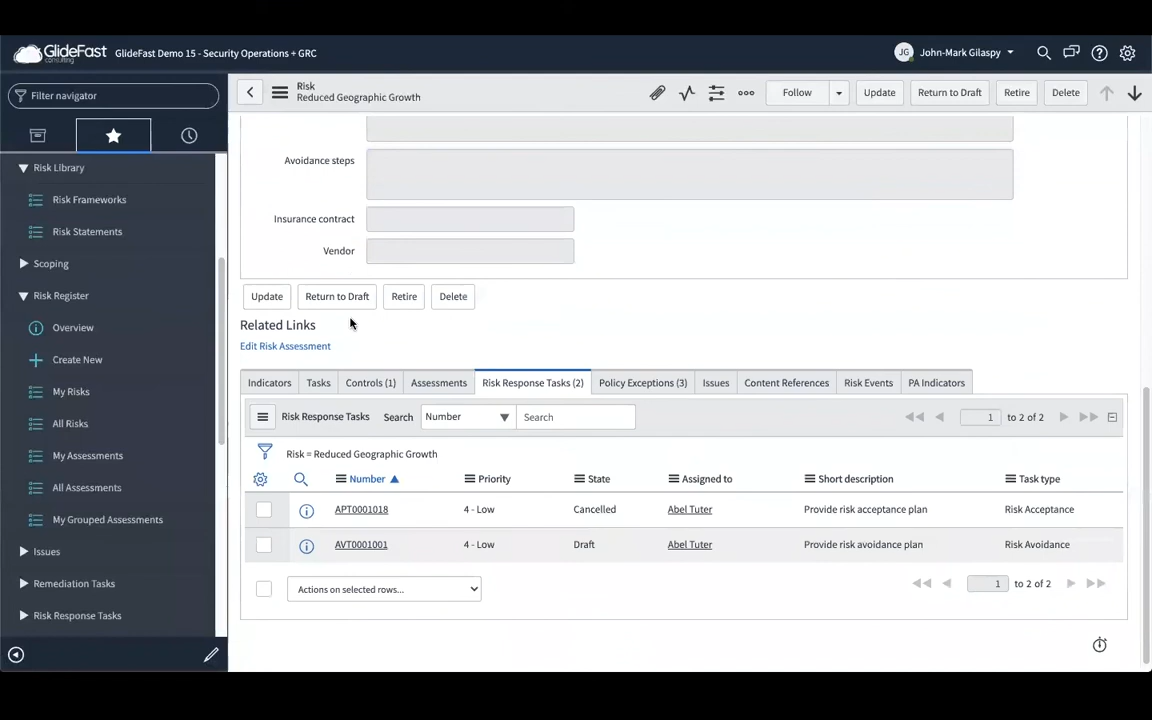 GlideFast
consulting
GlideFast Demo 15 - Security Operations + GRC
JG
John-Mark Gilaspy
Filter navigator
Risk
Reduced Geographic Growth
Follow
Update
Return to Draft
Retire
Delete
Risk Library
Risk Frameworks
Risk Statements
Scoping
Risk Register
Overview
Create New
My Risks
All Risks
My Assessments
All Assessments
My Grouped Assessments
Issues
Remediation Tasks
Risk Response Tasks
Avoidance steps
Insurance contract
Vendor
Update
Return to Draft
Retire
Delete
Related Links
Edit Risk Assessment
Indicators
Tasks
Controls (1)
Assessments
Risk Response Tasks (2)
Policy Exceptions (3)
Issues
Content References
Risk Events
PA Indicators
Risk Response Tasks
Search
Number
Search
1
to 2 of 2
Risk = Reduced Geographic Growth
Number
Priority
State
Assigned to
Short description
Task type
APT0001018
4 - Low
Cancelled
Abel Tuter
Provide risk acceptance plan
Risk Acceptance
AVT0001001
4 - Low
Draft
Abel Tuter
Provide risk avoidance plan
Risk Avoidance
Actions on selected rows...
1
to 2 of 2